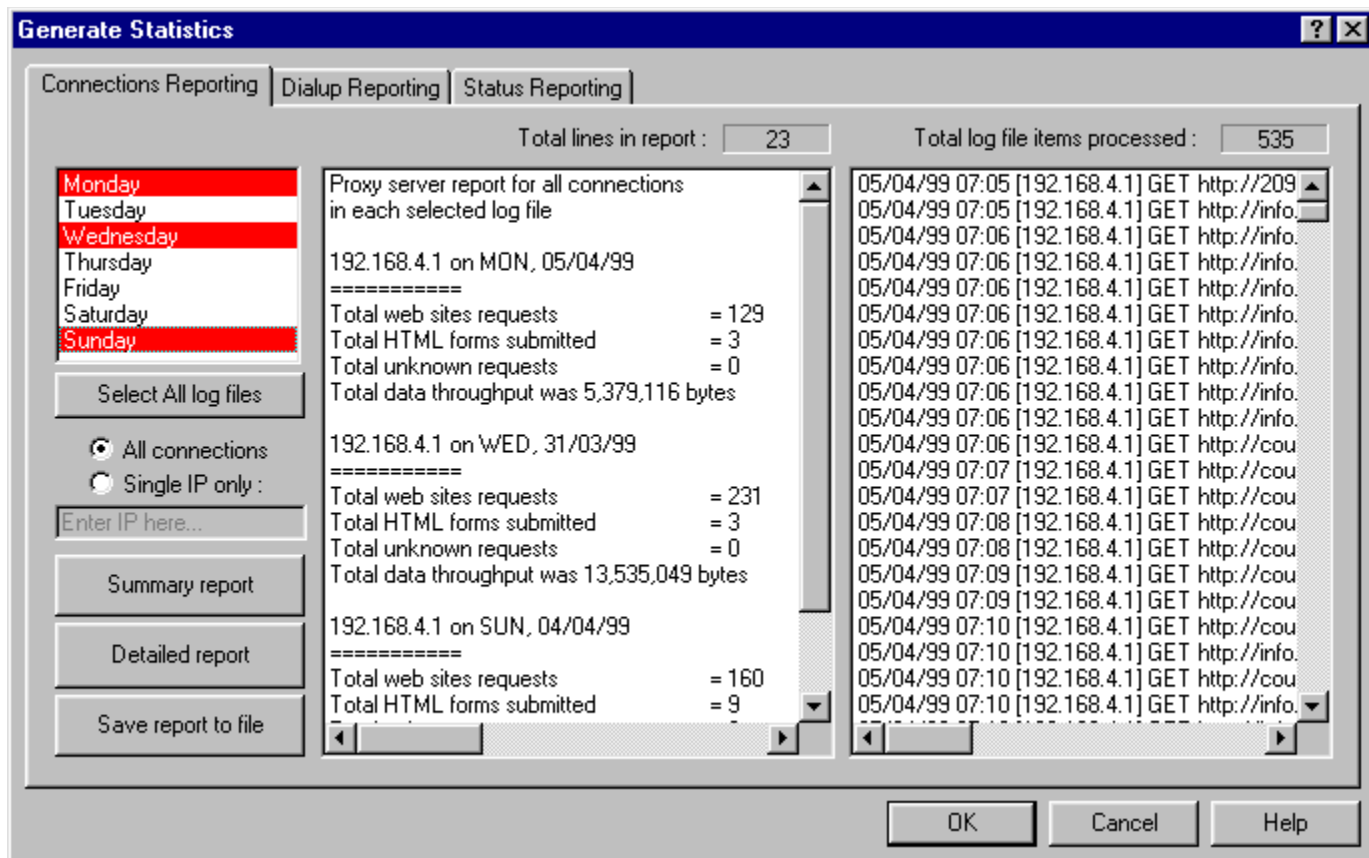 Generate Statistics
Connections Reporting
Dialup Reporting
Status Reporting
Total lines in report : 23
Total log file items processed : 535
Monday
Tuesday
Wednesday
Thursday
Friday
Saturday
Sunday
Select All log files
All connections
Single IP only :
Enter IP here...
Summary report
Detailed report
Save report to file
Proxy server report for all connections
in each selected log file
192.168.4.1 on MON, 05/04/99
===========
Total web sites requests = 129
Total HTML forms submitted = 3
Total unknown requests = 0
Total data throughput was 5,379,116 bytes
192.168.4.1 on WED, 31/03/99
===========
Total web sites requests = 231
Total HTML forms submitted = 3
Total unknown requests = 0
Total data throughput was 13,535,049 bytes
192.168.4.1 on SUN, 04/04/99
===========
Total web sites requests = 160
Total HTML forms submitted = 9
05/04/99 07:05 [192.168.4.1] GET http://209
05/04/99 07:05 [192.168.4.1] GET http://info.
05/04/99 07:06 [192.168.4.1] GET http://info.
05/04/99 07:06 [192.168.4.1] GET http://info.
05/04/99 07:06 [192.168.4.1] GET http://info.
05/04/99 07:06 [192.168.4.1] GET http://info.
05/04/99 07:06 [192.168.4.1] GET http://info.
05/04/99 07:06 [192.168.4.1] GET http://info.
05/04/99 07:06 [192.168.4.1] GET http://info.
05/04/99 07:06 [192.168.4.1] GET http://info.
05/04/99 07:06 [192.168.4.1] GET http://cou
05/04/99 07:07 [192.168.4.1] GET http://cou
05/04/99 07:07 [192.168.4.1] GET http://cou
05/04/99 07:08 [192.168.4.1] GET http://cou
05/04/99 07:08 [192.168.4.1] GET http://cou
05/04/99 07:09 [192.168.4.1] GET http://cou
05/04/99 07:09 [192.168.4.1] GET http://cou
05/04/99 07:10 [192.168.4.1] GET http://cou
05/04/99 07:10 [192.168.4.1] GET http://info.
05/04/99 07:10 [192.168.4.1] GET http://cou
05/04/99 07:10 [192.168.4.1] GET http://info.
OK
Cancel
Help